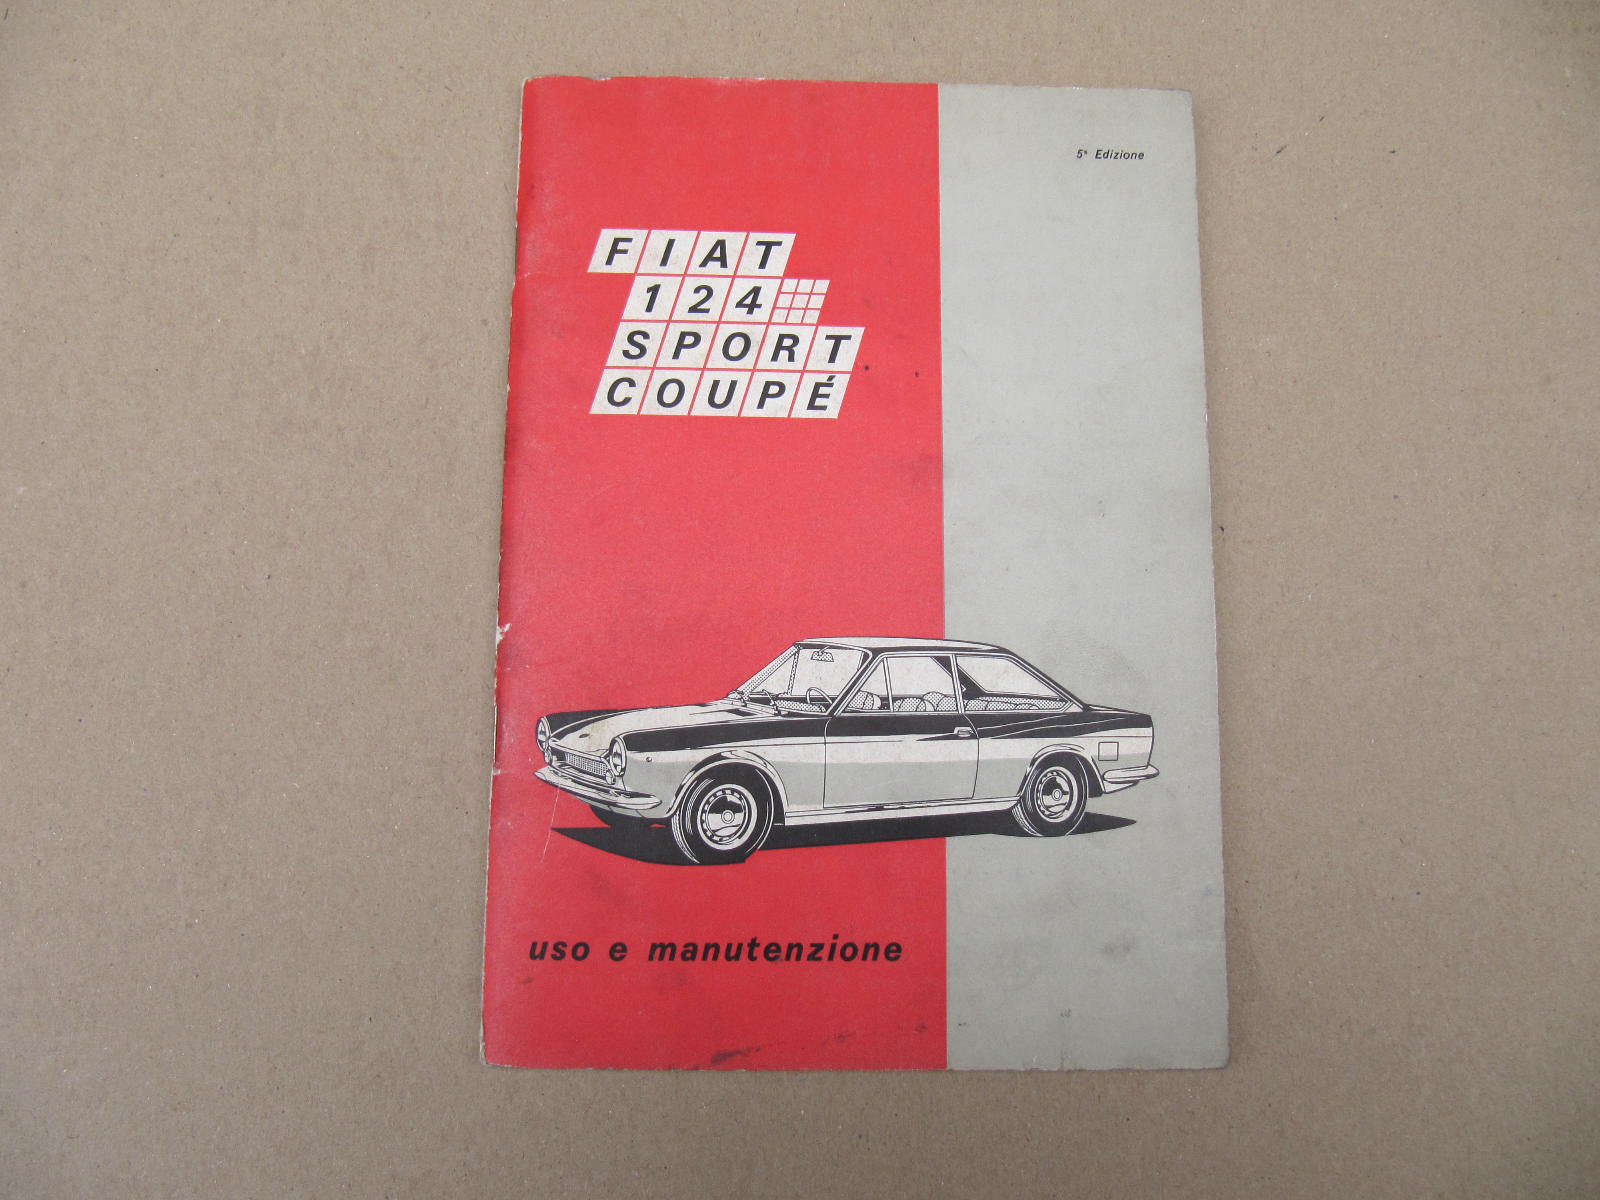 5ª Edizione
FIAT
124
SPORT
COUPÉ
uso e manutenzione